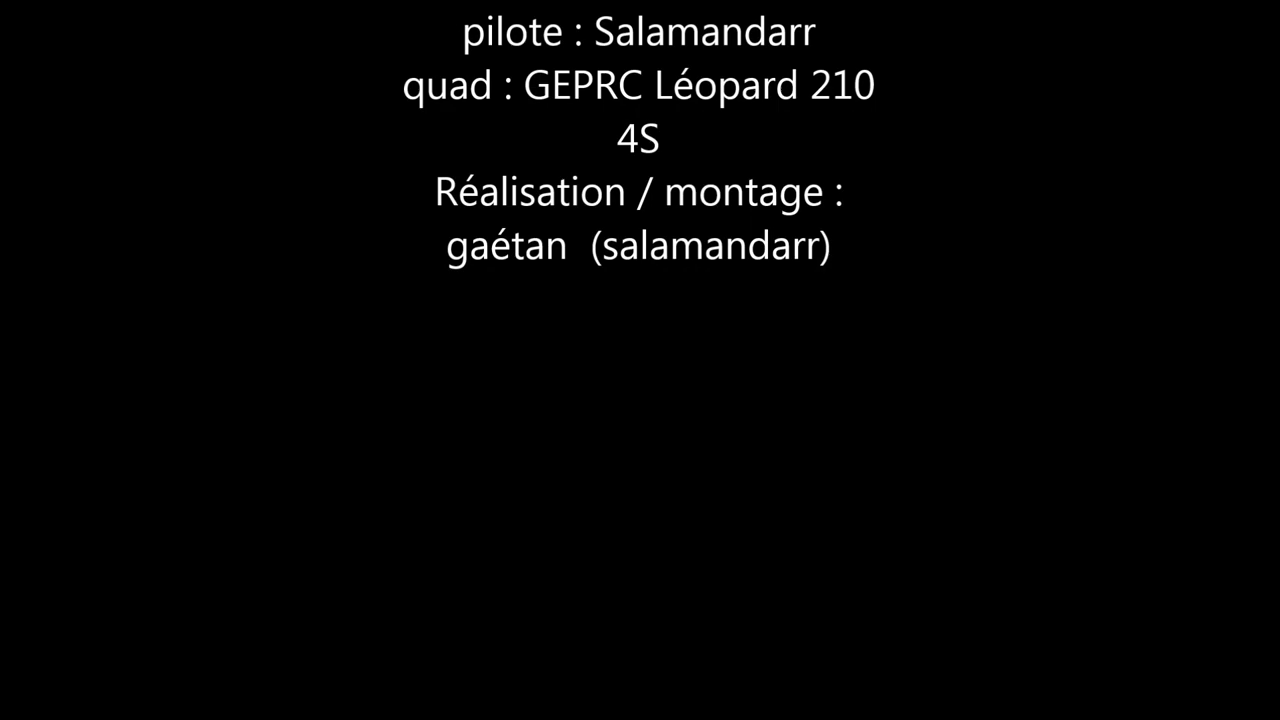 pilote : Salamandarr
quad : GEPRC Léopard 210
4S
Réalisation / montage :
gaétan  (salamandarr)